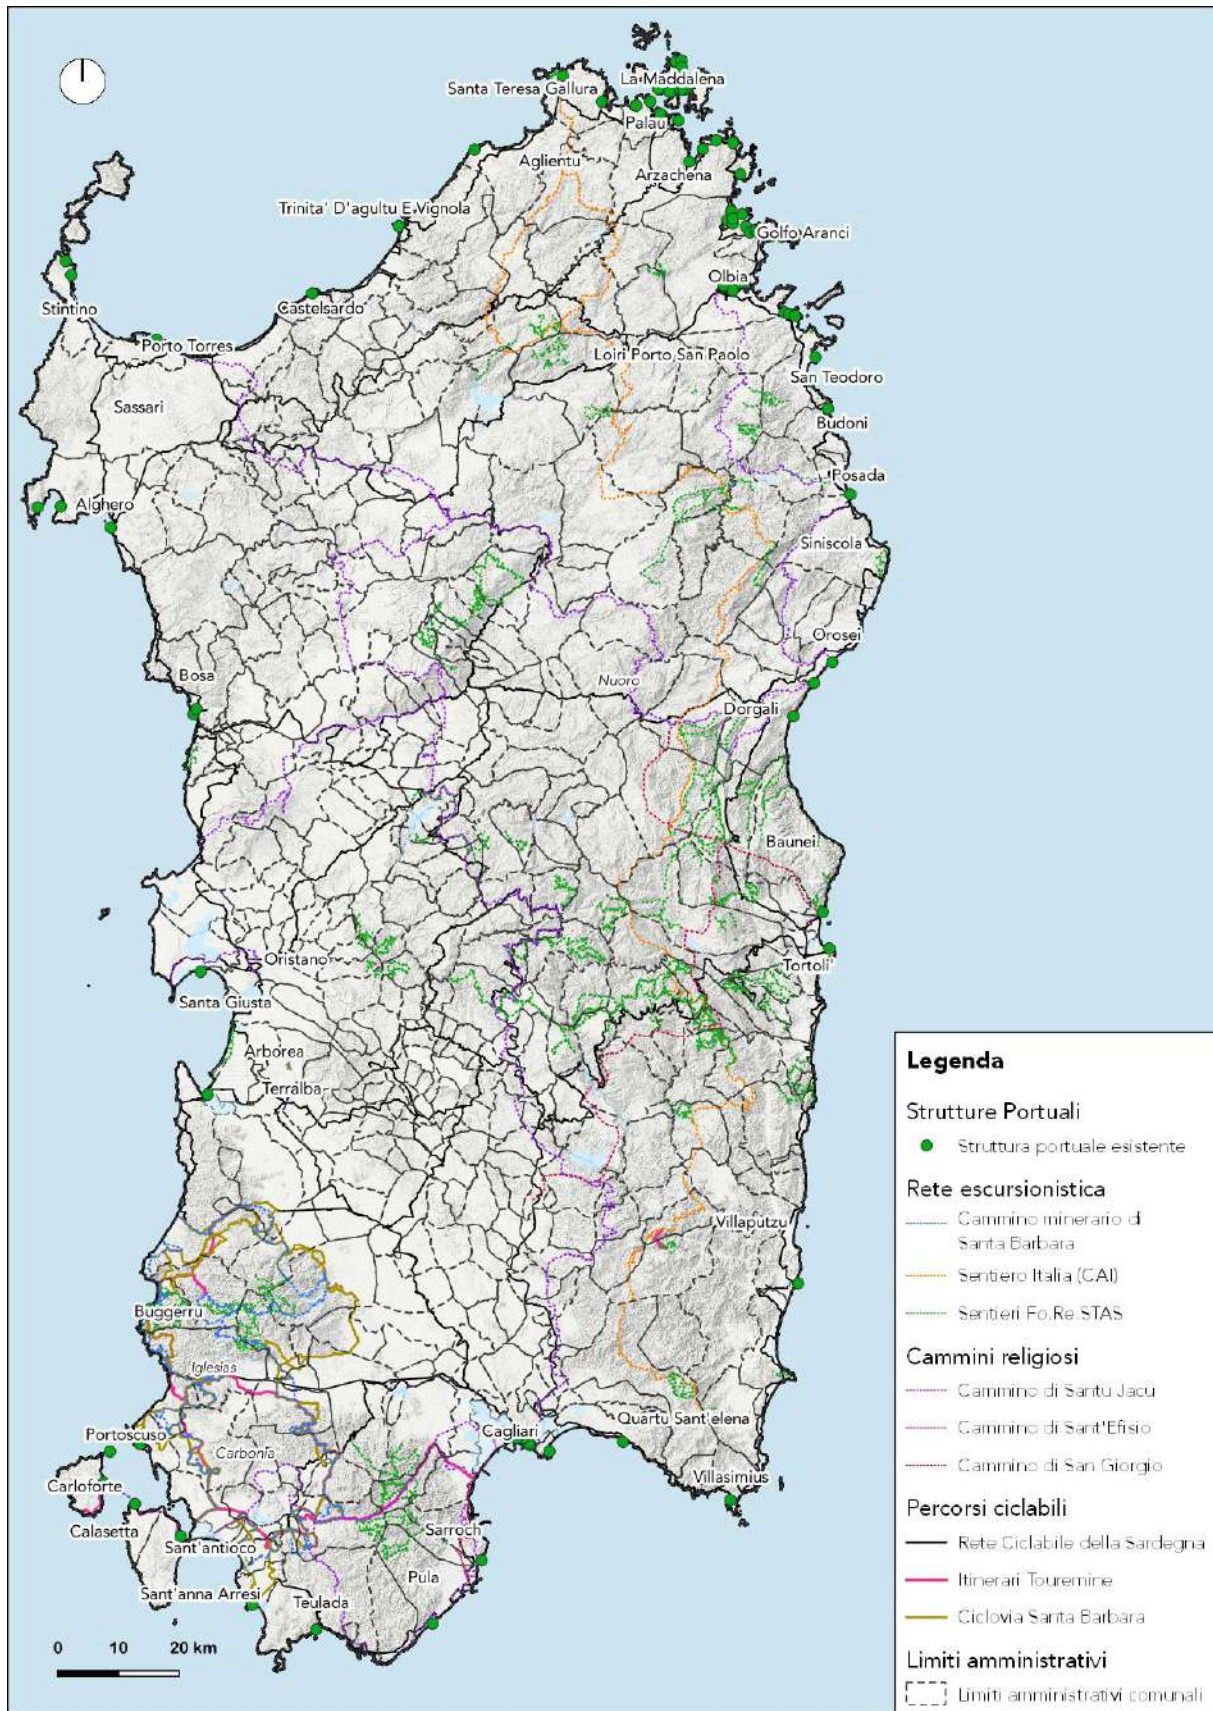 Santa Teresa Gallura
La Maddalena
Palau
Aglientu
Arzachena
Trinita' D'agultu E Vignola
Golfo Aranci
Olbia
Stintino
Castelsardo
Porto Torres
Loiri Porto San Paolo
San Teodoro
Sassari
Budoni
Posada
Alghero
Siniscola
Orosei
Bosa
Nuoro
Dorgali
Baunei
Oristano
Tortoli'
Santa Giusta
Arborea
Terralba
Villaputzu
Buggerru
Iglesias
Quartu Sant'elena
Portoscuso
Cagliari
Carbonia
Villasimius
Carloforte
Calasetta
Sarroch
Sant'antioco
Pula
Sant'anna Arresi
Teulada
0 10 20 km
Legenda
Strutture Portuali
Struttura portuale esistente
Rete escursionistica
Cammino minerario di
Santa Barbara
Sentiero Italia (CAI)
Sentieri Fo.Re.STAS
Cammini religiosi
Cammino di Santu Jacu
Cammino di Sant'Efisio
Cammino di San Giorgio
Percorsi ciclabili
Rete Ciclabile della Sardegna
Itinerari Touremine
Ciclovia Santa Barbara
Limiti amministrativi
Limiti amministrativi comunali